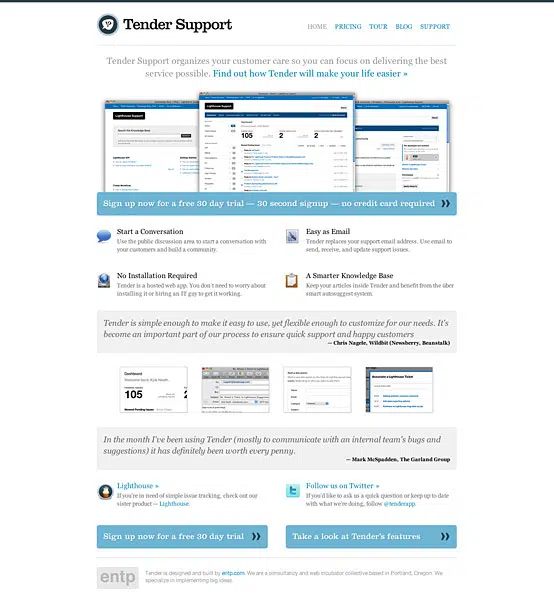 Tender Support
HOME PRICING TOUR BLOG SUPPORT
Tender Support organizes your customer care so you can focus on delivering the best
service possible. Find out how Tender will make your life easier »
Lighthouse Support
Lighthouse Support
105 2 2
Sign up now for a free 30 day trial — 30 second signup — no credit card required
Start a Conversation
Use the public discussion area to start a conversation with
your customers and build a community.
Easy as Email
Tender replaces your support email address. Use email to
send, receive, and update support issues.
No Installation Required
Tender is a hosted web app. You don't need to worry about
installing it or hiring an IT guy to get it working.
A Smarter Knowledge Base
Keep your articles inside Tender and benefit from the über
smart autosuggest system.
Tender is simple enough to make it easy to use, yet flexible enough to customize for our needs. It's
become an important part of our process to ensure quick support and happy customers
— Chris Nagele, Wildbit (Newsberry, Beanstalk)
Dashboard
105 2
In the month I've been using Tender (mostly to communicate with an internal team's bugs and
suggestions) it has definitely been worth every penny.
— Mark McSpadden, The Garland Group
Lighthouse »
If you're in need of simple issue tracking, check out our
sister product — Lighthouse.
Follow us on Twitter »
If you'd like to ask us a quick question or keep up to date
with what we're doing, follow @tenderapp.
Sign up now for a free 30 day trial
Take a look at Tender's features
entp
Tender is designed and built by entp.com. We are a consultancy and web incubator collective based in Portland, Oregon. We
specialize in implementing big ideas.